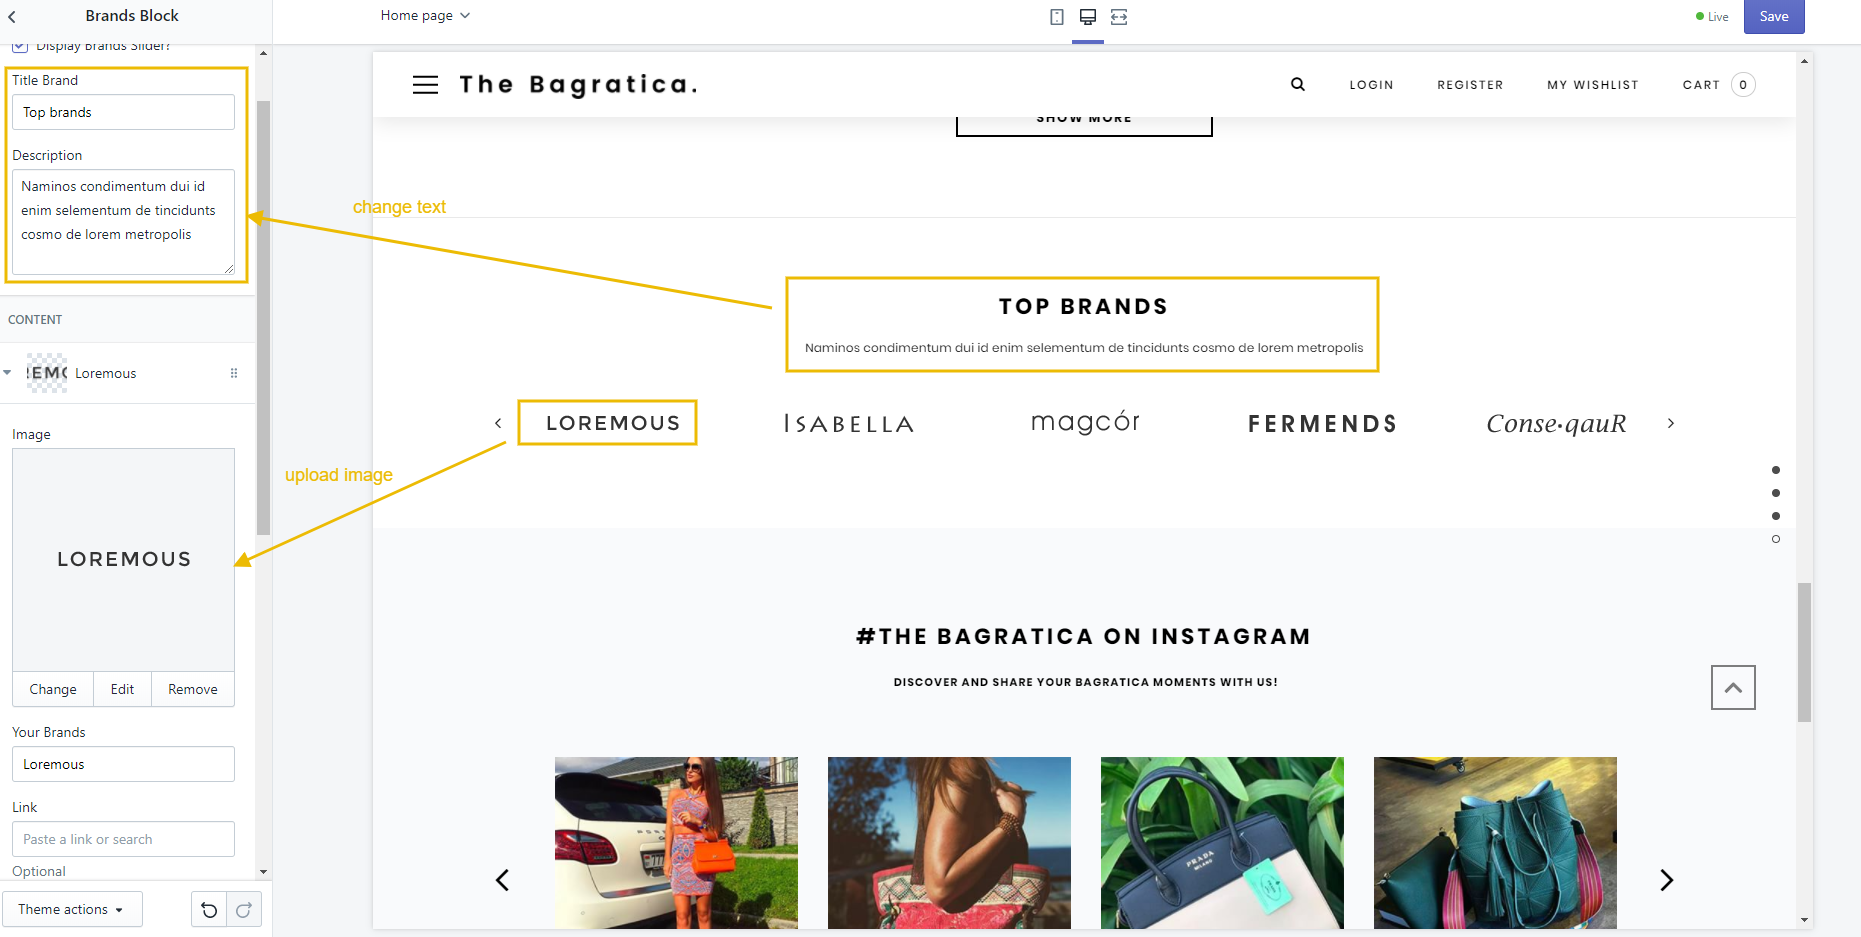 Brands Block
Home page
Live
Save
Display Brands Slider?
Title Brand
Top brands
Description
Naminos condimentum dui id
enim selementum de tincidunts
cosmo de lorem metropolis
CONTENT
Loremous
Image
LOREMOUS
Change Edit Remove
Your Brands
Loremous
Link
Paste a link or search
Optional
Theme actions
change text
upload image
The Bagratica.
LOGIN REGISTER MY WISHLIST CART 0
SHOW MORE
TOP BRANDS
Naminos condimentum dui id enim selementum de tincidunts cosmo de lorem metropolis
LOREMOUS ISABELLA magcór FERMENDS Conse•qauR
#THE BAGRATICA ON INSTAGRAM
DISCOVER AND SHARE YOUR BAGRATICA MOMENTS WITH US!
PRADA
MILANO